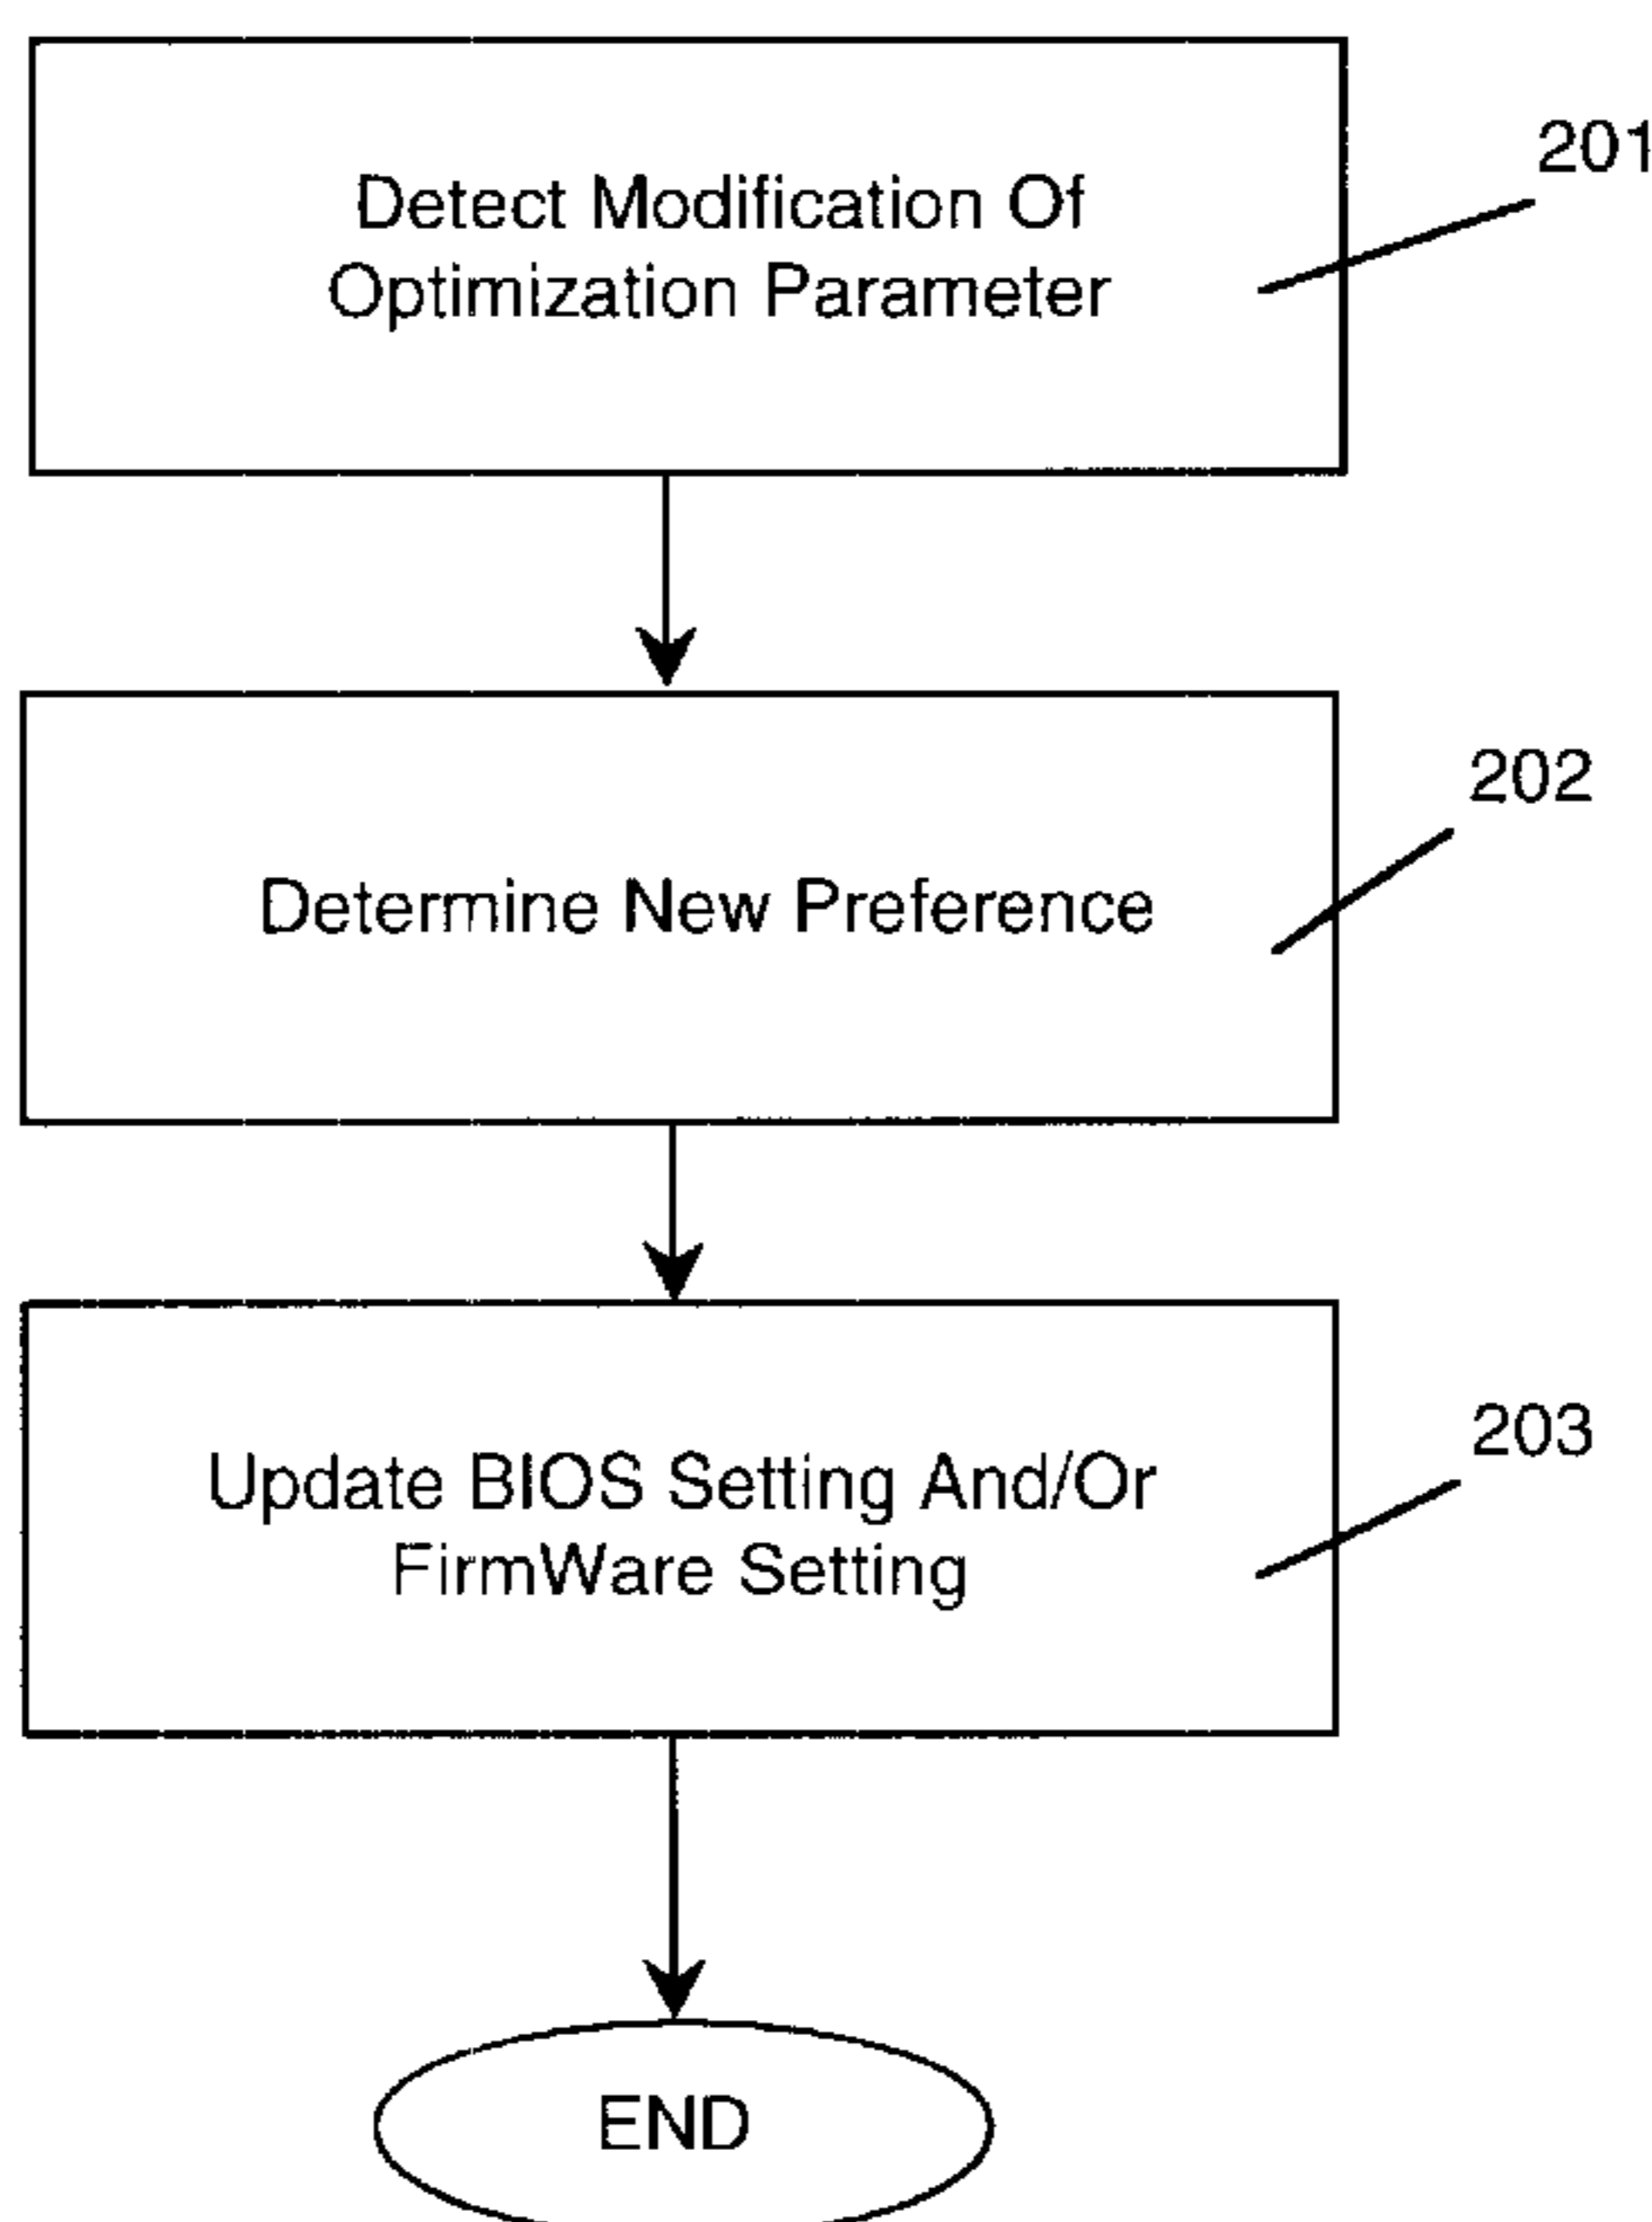 Detect Modification Of
Optimization Parameter
201
Determine New Preference
202
Update BIOS Setting And/Or
FirmWare Setting
203
END